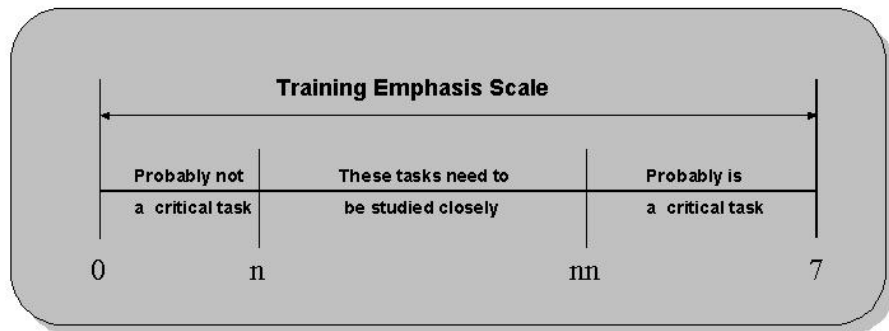 Training Emphasis Scale
Probably not
a critical task
These tasks need to
be studied closely
Probably is
a critical task
0
n
nn
7